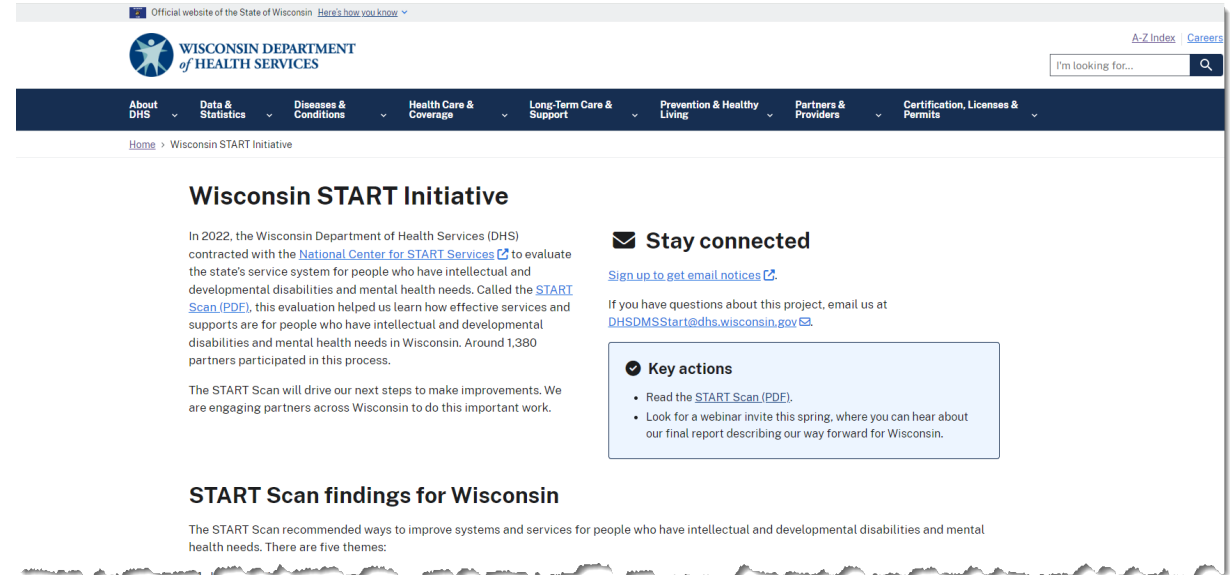 Official website of the State of Wisconsin Here's how you know
A-Z Index Careers
WISCONSIN DEPARTMENT
of HEALTH SERVICES
I'm looking for...
About
DHS
Data &
Statistics
Diseases &
Conditions
Health Care &
Coverage
Long-Term Care &
Support
Prevention & Healthy
Living
Partners &
Providers
Certification, Licenses &
Permits
Home > Wisconsin START Initiative
Wisconsin START Initiative
In 2022, the Wisconsin Department of Health Services (DHS)
contracted with the National Center for START Services to evaluate
the state's service system for people who have intellectual and
developmental disabilities and mental health needs. Called the START
Scan (PDF), this evaluation helped us learn how effective services and
supports are for people who have intellectual and developmental
disabilities and mental health needs in Wisconsin. Around 1,380
partners participated in this process.
The START Scan will drive our next steps to make improvements. We
are engaging partners across Wisconsin to do this important work.
Stay connected
Sign up to get email notices.
If you have questions about this project, email us at
DHSDMSStart@dhs.wisconsin.gov.
Key actions
• Read the START Scan (PDF).
• Look for a webinar invite this spring, where you can hear about
our final report describing our way forward for Wisconsin.
START Scan findings for Wisconsin
The START Scan recommended ways to improve systems and services for people who have intellectual and developmental disabilities and mental
health needs. There are five themes: